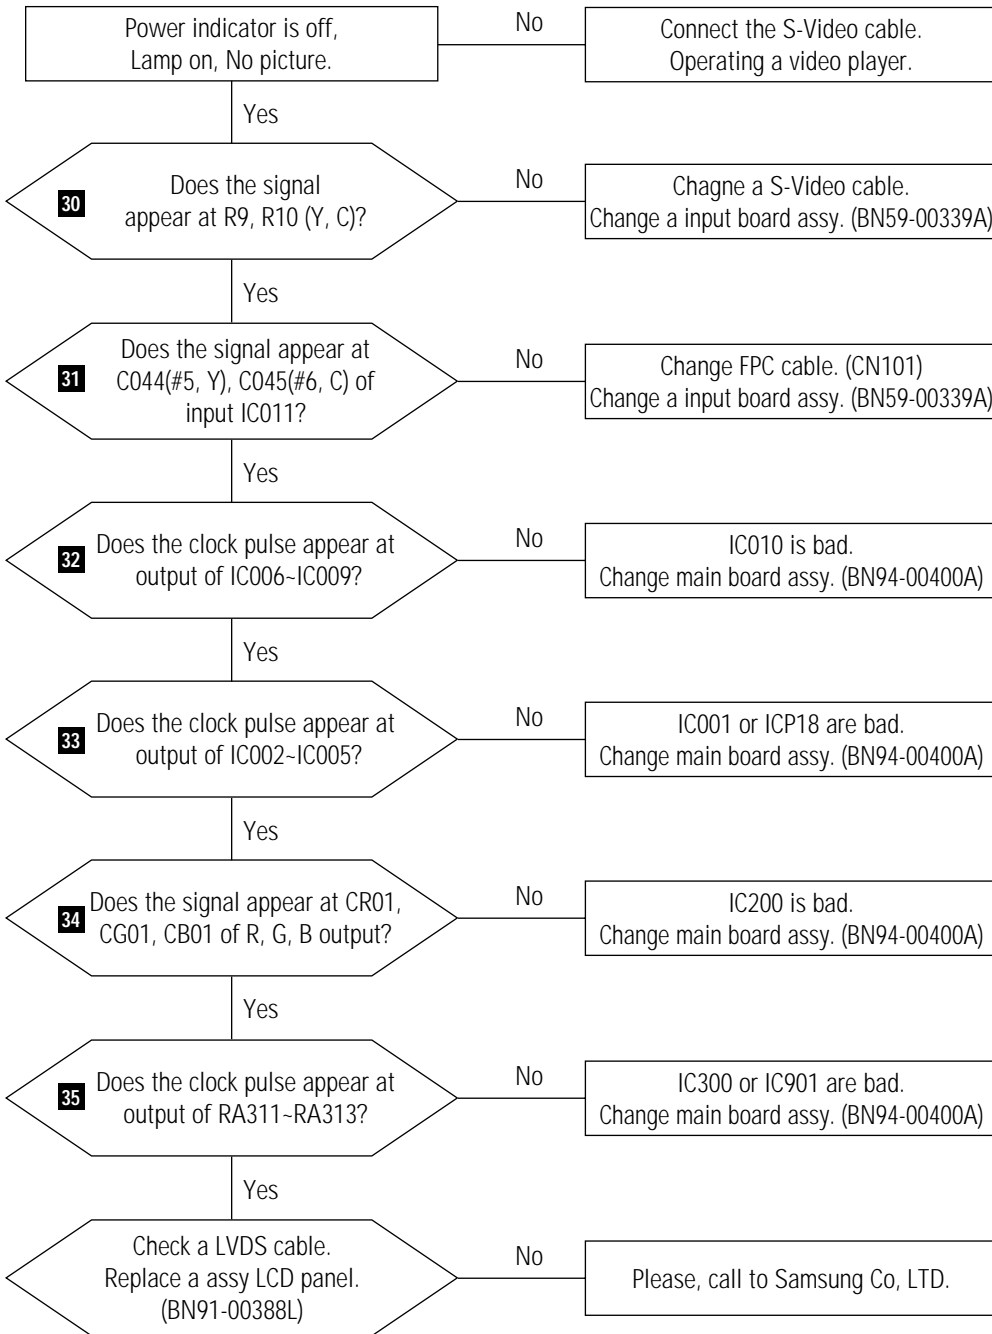 Power indicator is off,
Lamp on, No picture.
No
Connect the S-Video cable.
Operating a video player.
Yes
30
Does the signal
appear at R9, R10 (Y, C)?
No
Chagne a S-Video cable.
Change a input board assy. (BN59-00339A)
Yes
31
Does the signal appear at
C044(#5, Y), C045(#6, C) of
input IC011?
No
Change FPC cable. (CN101)
Change a input board assy. (BN59-00339A)
Yes
32
Does the clock pulse appear at
output of IC006~IC009?
No
IC010 is bad.
Change main board assy. (BN94-00400A)
Yes
33
Does the clock pulse appear at
output of IC002~IC005?
No
IC001 or ICP18 are bad.
Change main board assy. (BN94-00400A)
Yes
34
Does the signal appear at CR01,
CG01, CB01 of R, G, B output?
No
IC200 is bad.
Change main board assy. (BN94-00400A)
Yes
35
Does the clock pulse appear at
output of RA311~RA313?
No
IC300 or IC901 are bad.
Change main board assy. (BN94-00400A)
Yes
Check a LVDS cable.
Replace a assy LCD panel.
(BN91-00388L)
No
Please, call to Samsung Co, LTD.